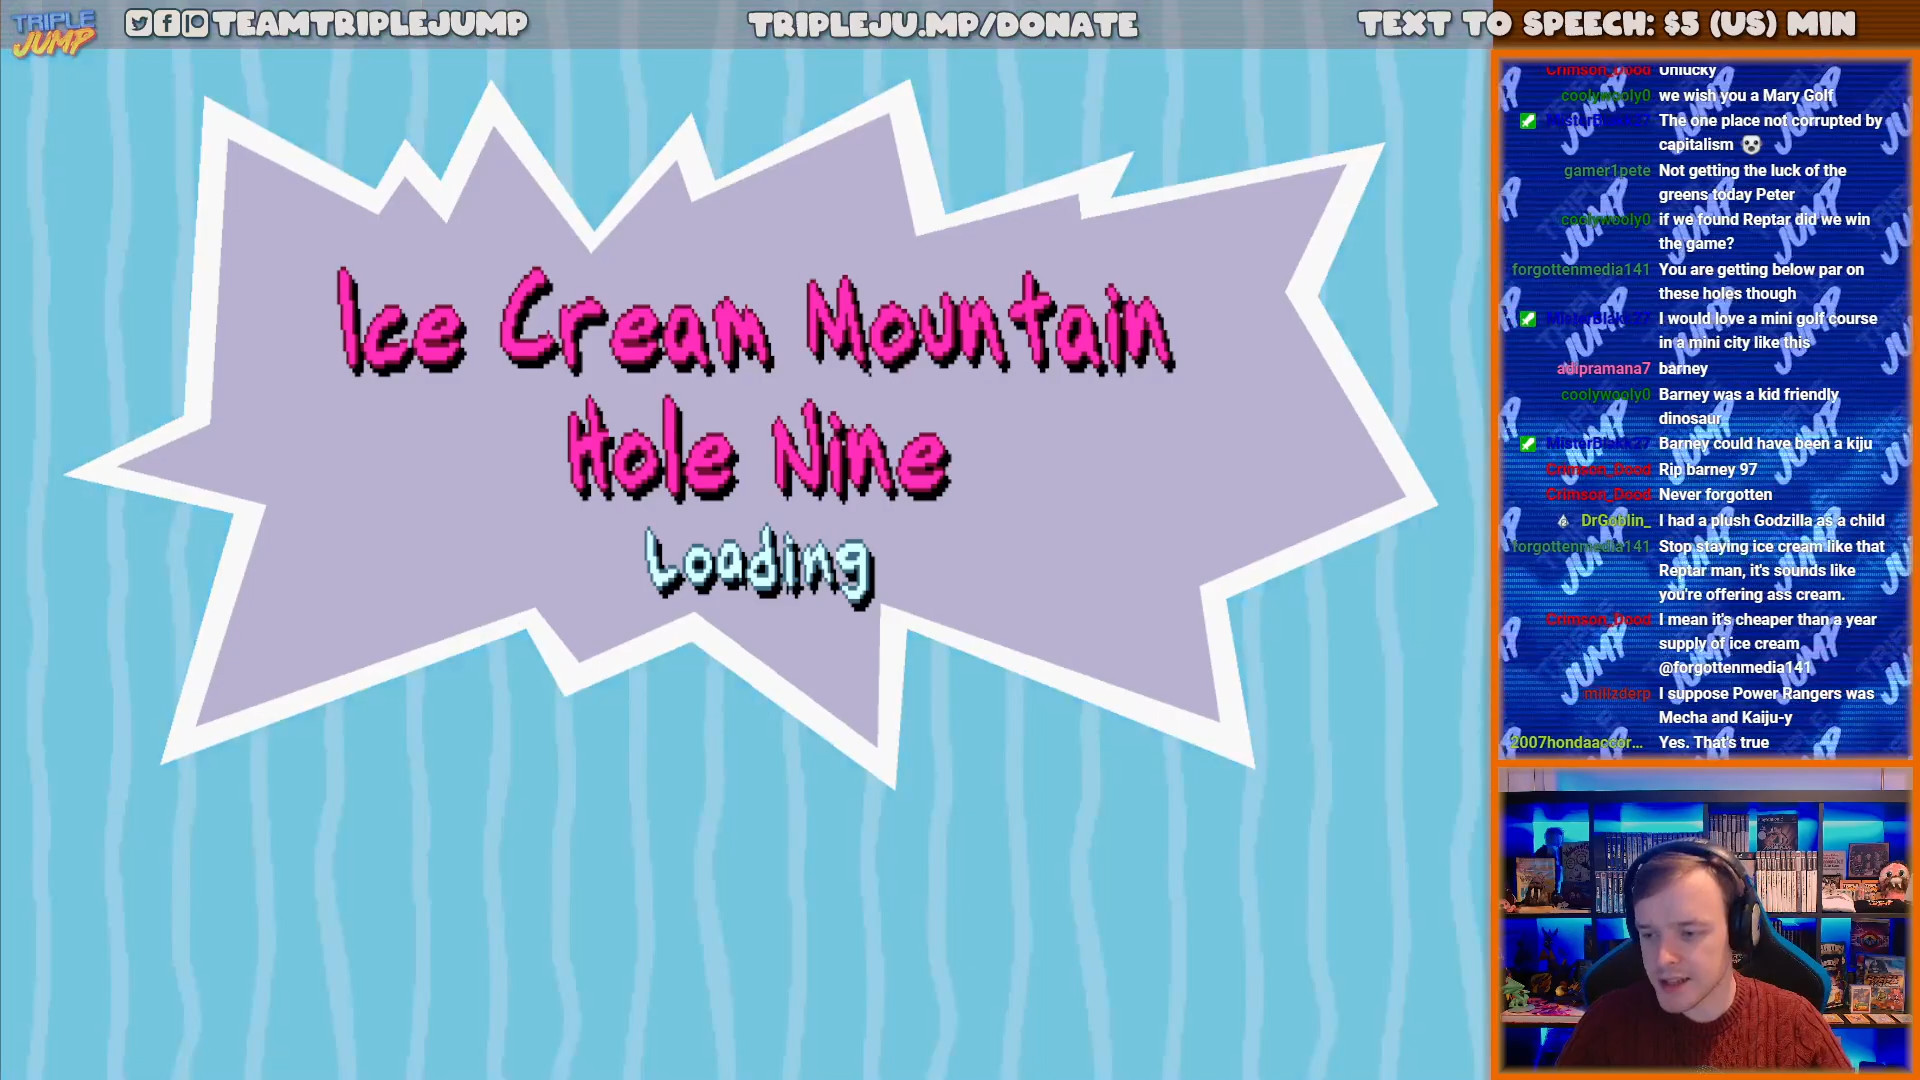 TRIPLE JUMP
TEAMTRIPLEJUMP
TRIPLEJU.MP/DONATE
TEXT TO SPEECH: $5 (US) MIN
Ice Cream Mountain
Hole Nine
Loading
Crimson_Dood Unlucky
coolywooly0 we wish you a Mary Golf
The one place not corrupted by
capitalism
gamer1pete Not getting the luck of the
greens today Peter
coolywooly0 if we found Reptar did we win
the game?
forgottenmedia141 You are getting below par on
these holes though
I would love a mini golf course
in a mini city like this
adipramana7 barney
coolywooly0 Barney was a kid friendly
dinosaur
Barney could have been a kiju
Crimson_Dood Rip barney 97
Crimson_Dood Never forgotten
DrGoblin_ I had a plush Godzilla as a child
forgottenmedia141 Stop staying ice cream like that
Reptar man, it's sounds like
you're offering ass cream.
Crimson_Dood I mean it's cheaper than a year
supply of ice cream
@forgottenmedia141
millzderp I suppose Power Rangers was
Mecha and Kaiju-y
2007hondaaccor... Yes. That's true